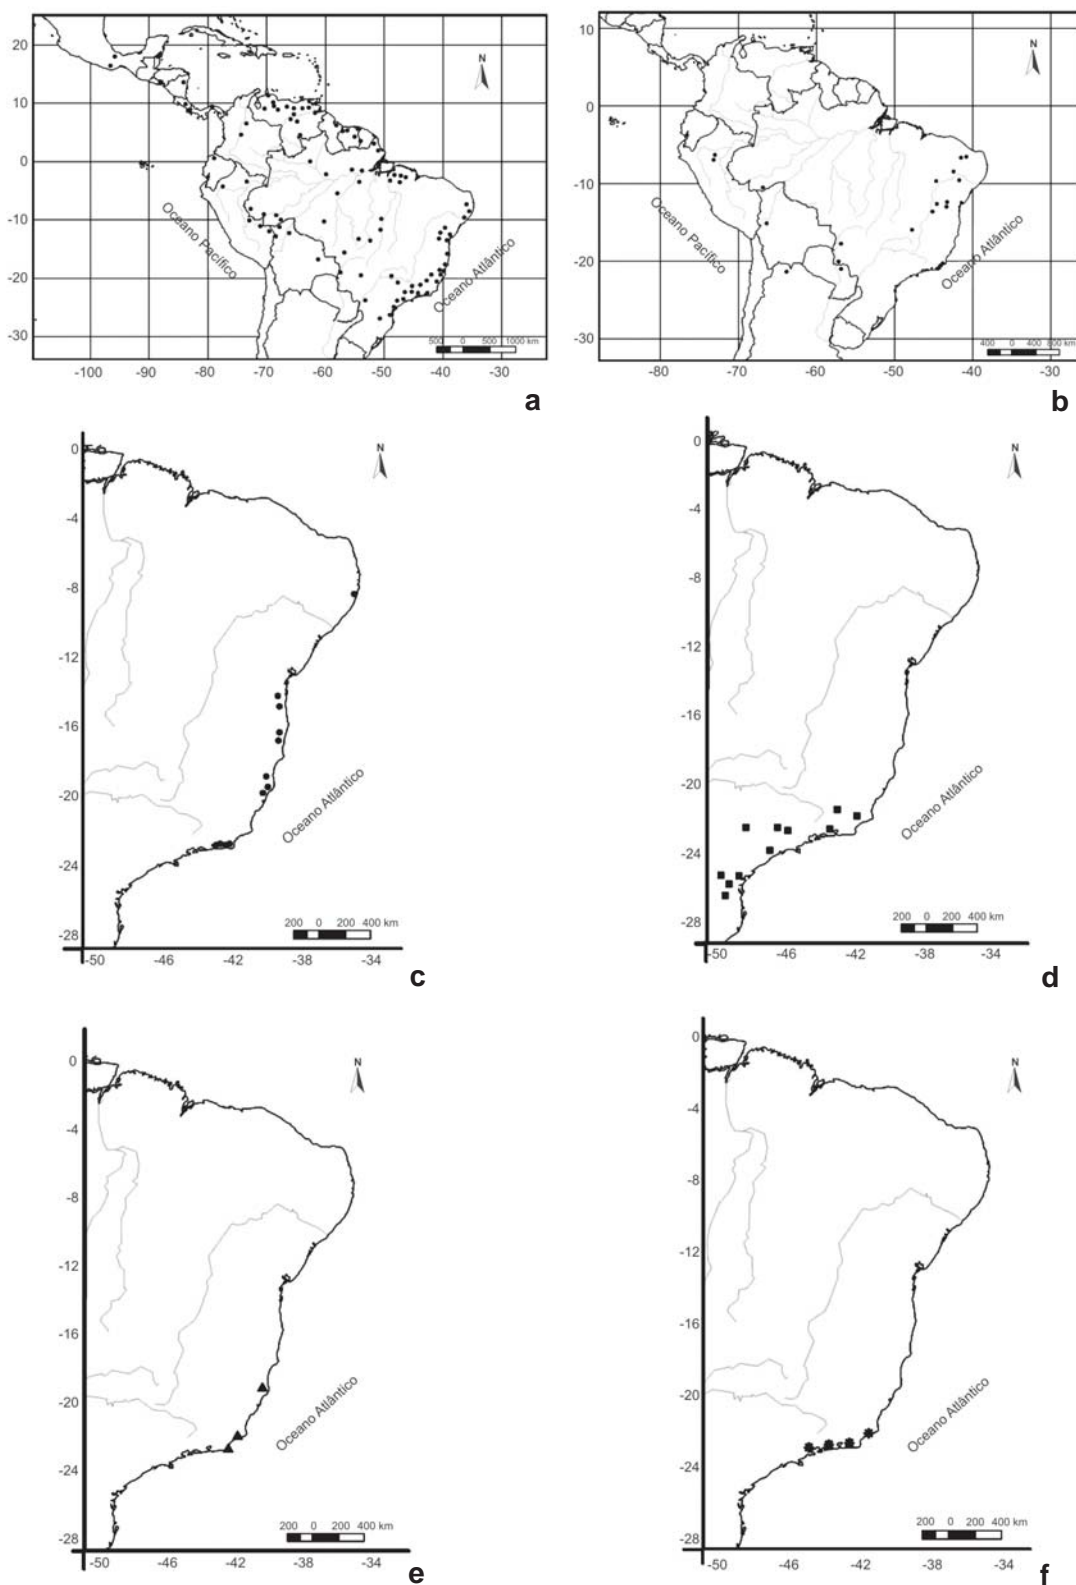 20
10
0
-10
-20
-30
N
Oceano Pacífico
Oceano Atlântico
500 0 500 1000 km
-100 -90 -80 -70 -60 -50 -40 -30
a
10
0
-10
-20
-30
N
Oceano Pacífico
Oceano Atlântico
400 0 400 800 km
-80 -70 -60 -50 -40 -30
b
0
-4
-8
-12
-16
-20
-24
-28
N
Oceano Atlântico
200 0 200 400 km
-50 -46 -42 -38 -34
c
0
-4
-8
-12
-16
-20
-24
-28
N
Oceano Atlântico
200 0 200 400 km
-50 -46 -42 -38 -34
d
0
-4
-8
-12
-16
-20
-24
-28
N
Oceano Atlântico
200 0 200 400 km
-50 -46 -42 -38 -34
e
0
-4
-8
-12
-16
-20
-24
-28
N
Oceano Atlântico
200 0 200 400 km
-50 -46 -42 -38 -34
f